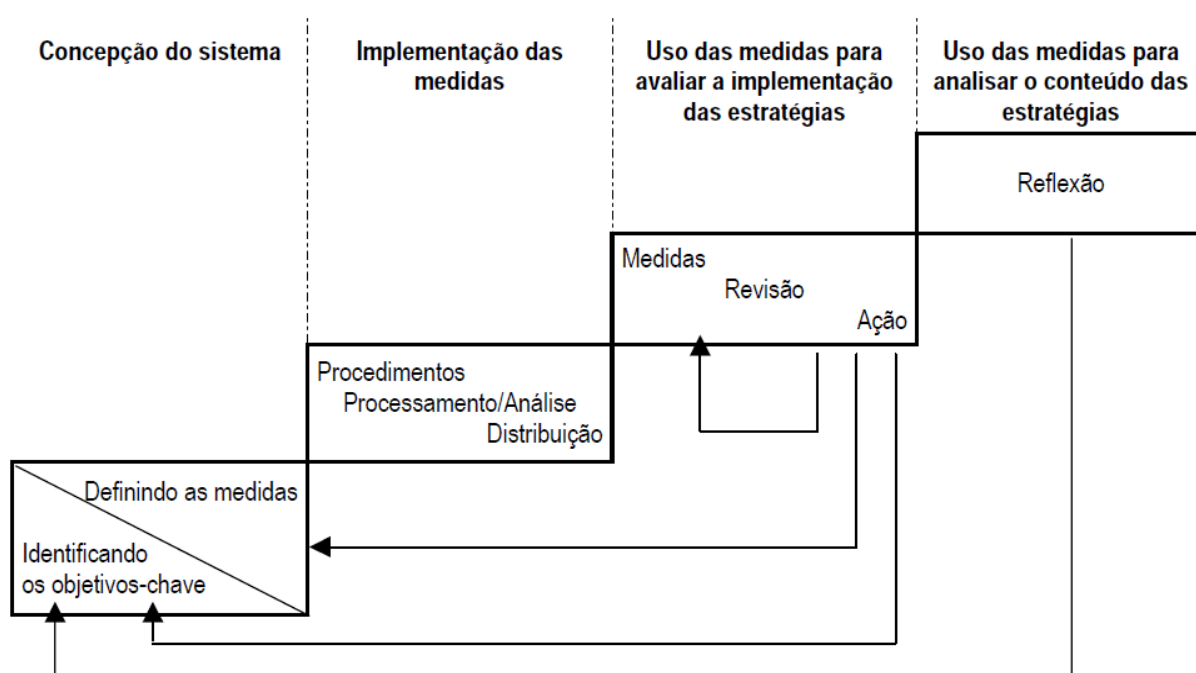 Concepção do sistema
Implementação das
medidas
Uso das medidas para
avaliar a implementação
das estratégias
Uso das medidas para
analisar o conteúdo das
estratégias
Reflexão
Medidas
Revisão
Ação
Procedimentos
Processamento/Análise
Distribuição
Definindo as medidas
Identificando
os objetivos-chave